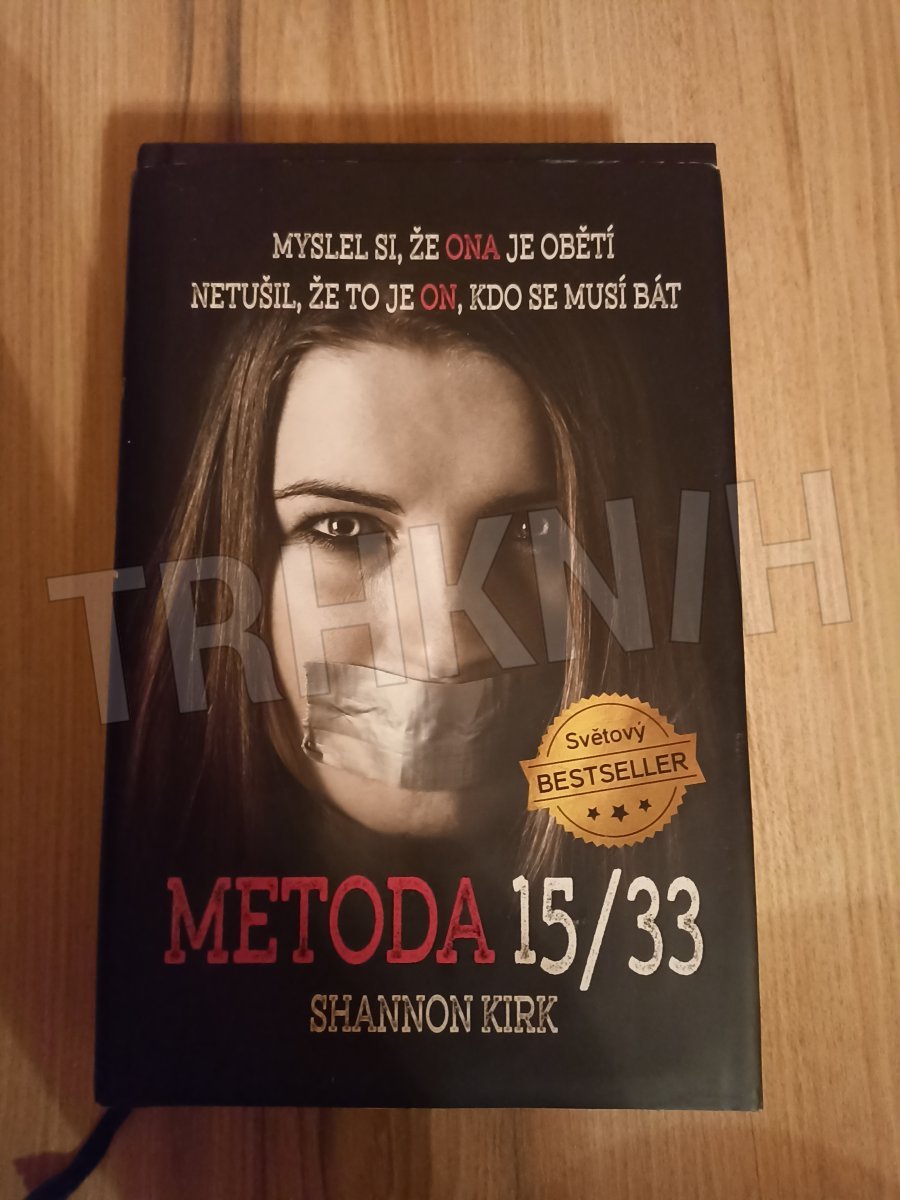 MYSLEL SI, ŽE ONA JE OBĚTÍ
NETUŠIL, ŽE TO JE ON, KDO SE MUSÍ BÁT
TRHKNIH
Světový
BESTSELLER
METODA 15/33
SHANNON KIRK